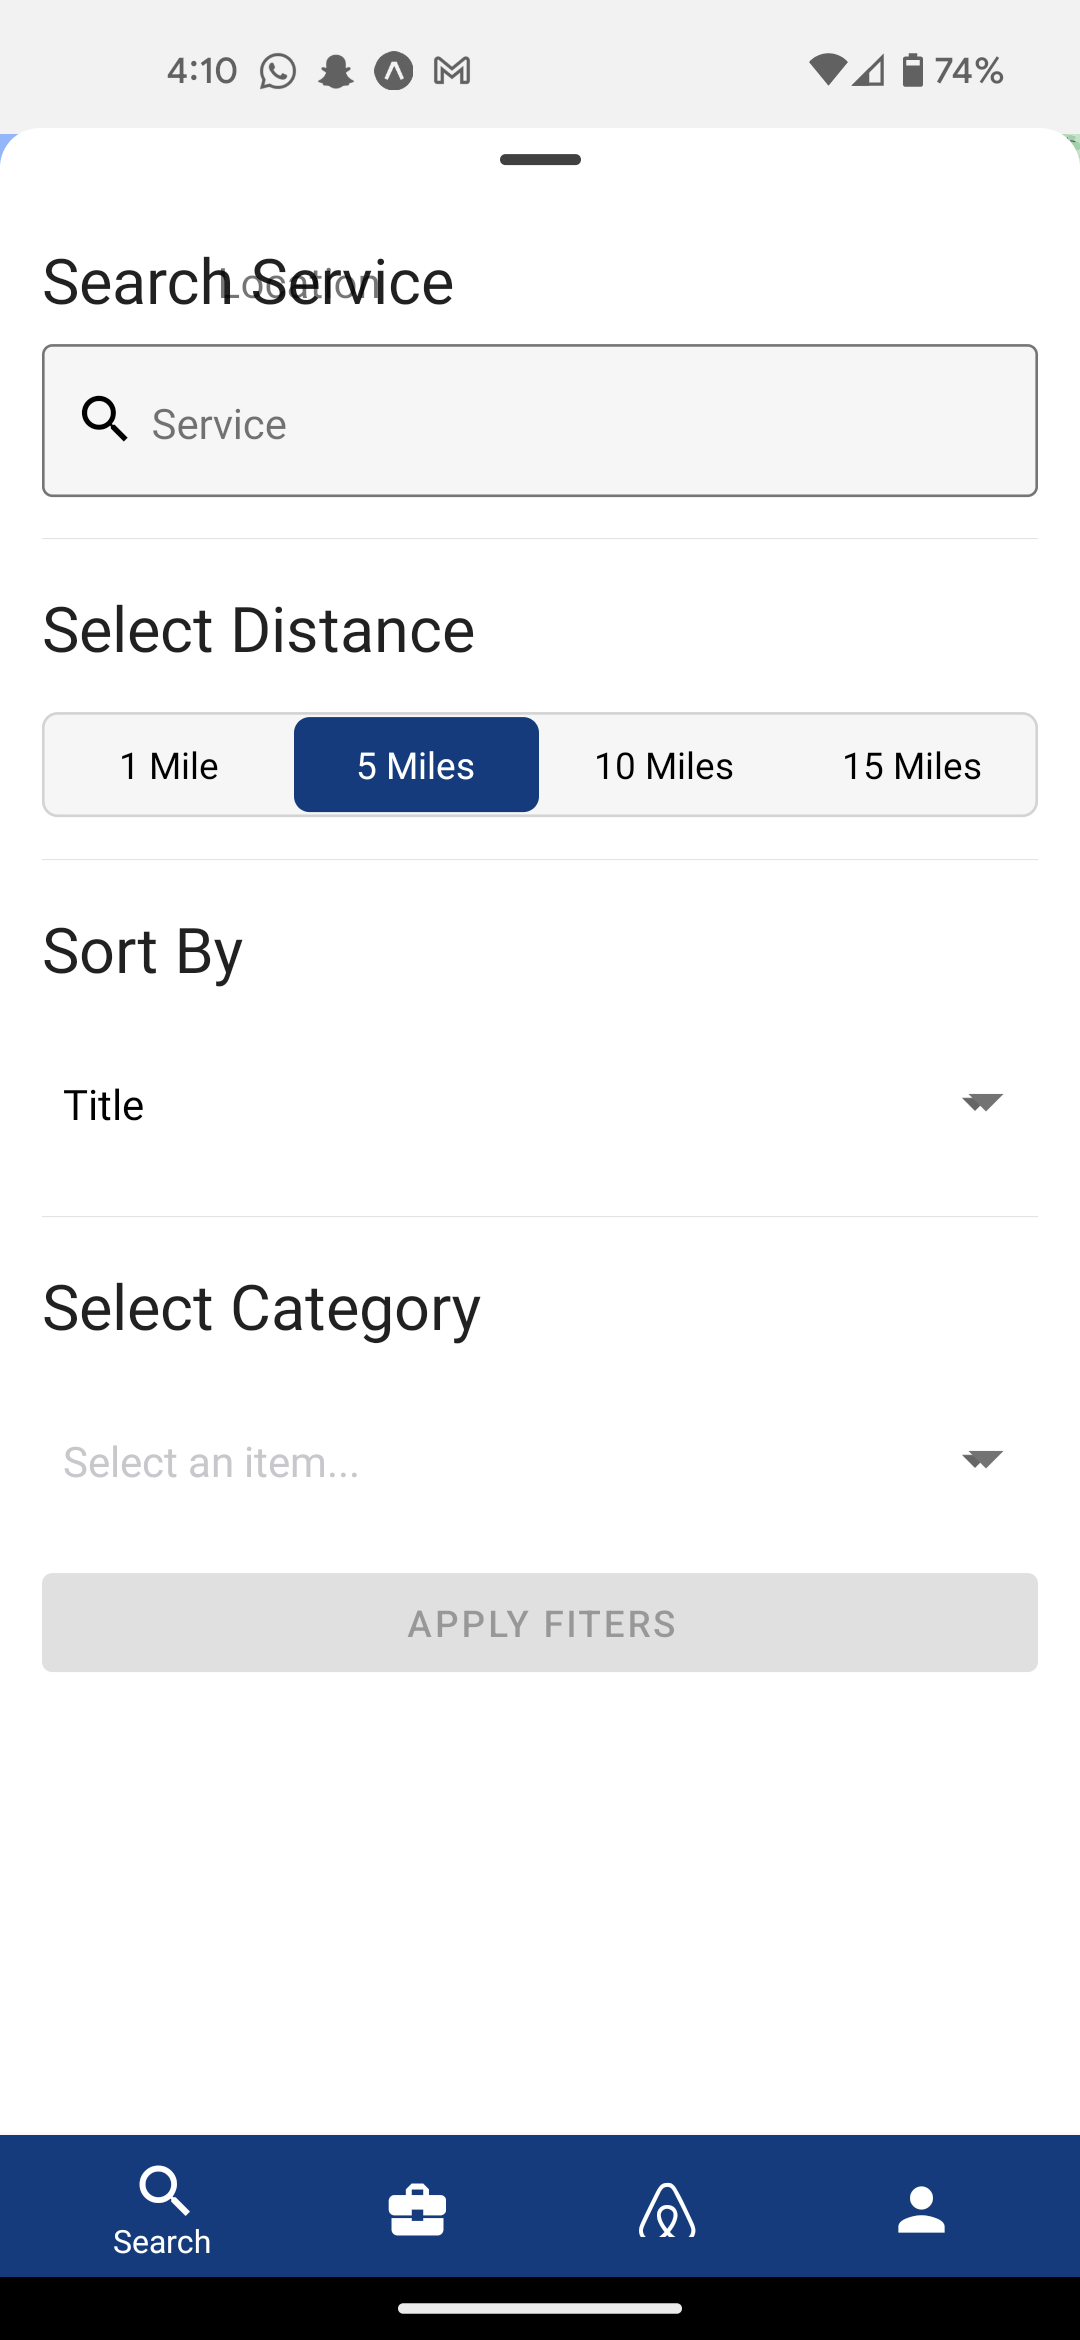 4:10 74%
Search Service
Location
Service
Select Distance
1 Mile 5 Miles 10 Miles 15 Miles
Sort By
Title
Select Category
Select an item...
APPLY FITERS
Search